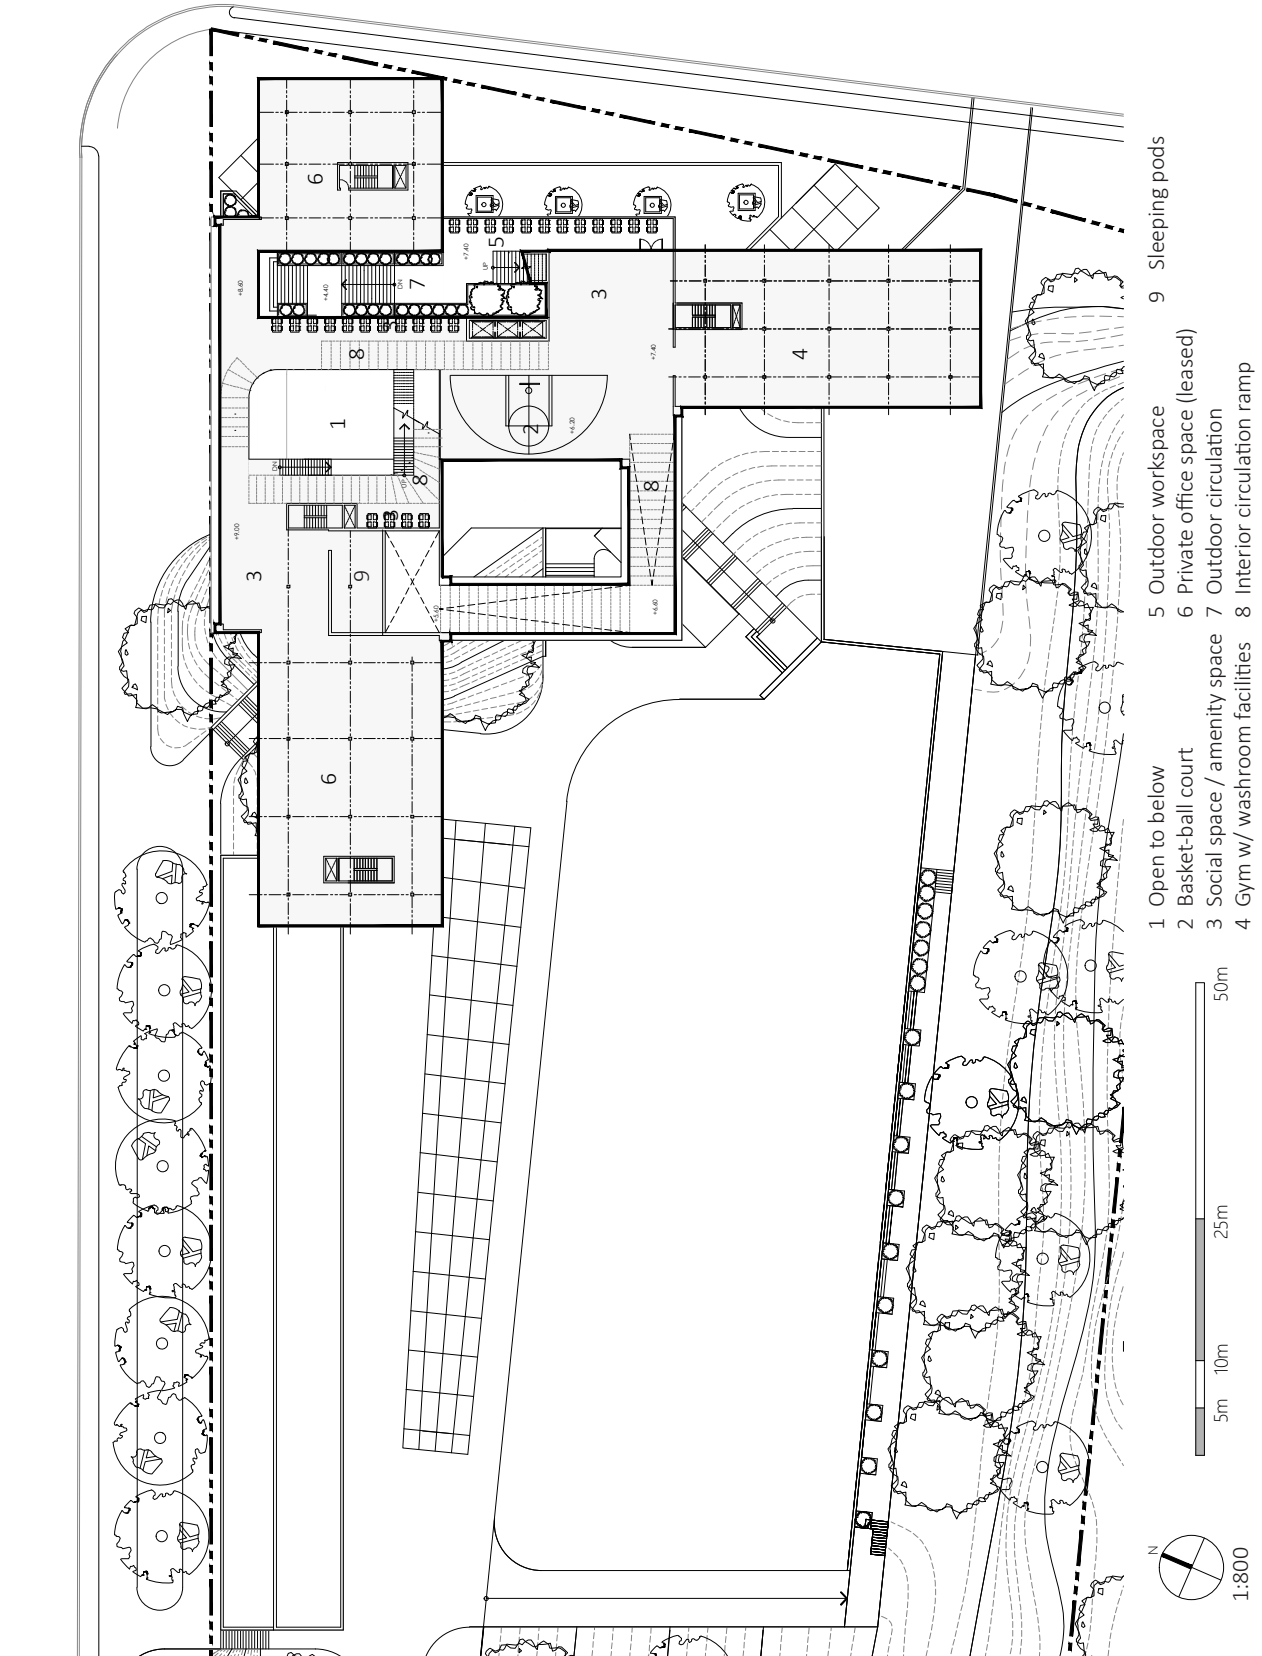 6
5
+7.40
UP
+8.60
+4.40
DN
7
3
8
+7.40
4
1
2
+6.20
DN
UP
8
8
3
+9.00
3
9
+6.60
6
1 Open to below
2 Basket-ball court
3 Social space / amenity space
4 Gym w/ washroom facilities
5 Outdoor workspace
6 Private office space (leased)
7 Outdoor circulation
8 Interior circulation ramp
9 Sleeping pods
N
1:800
5m
10m
25m
50m